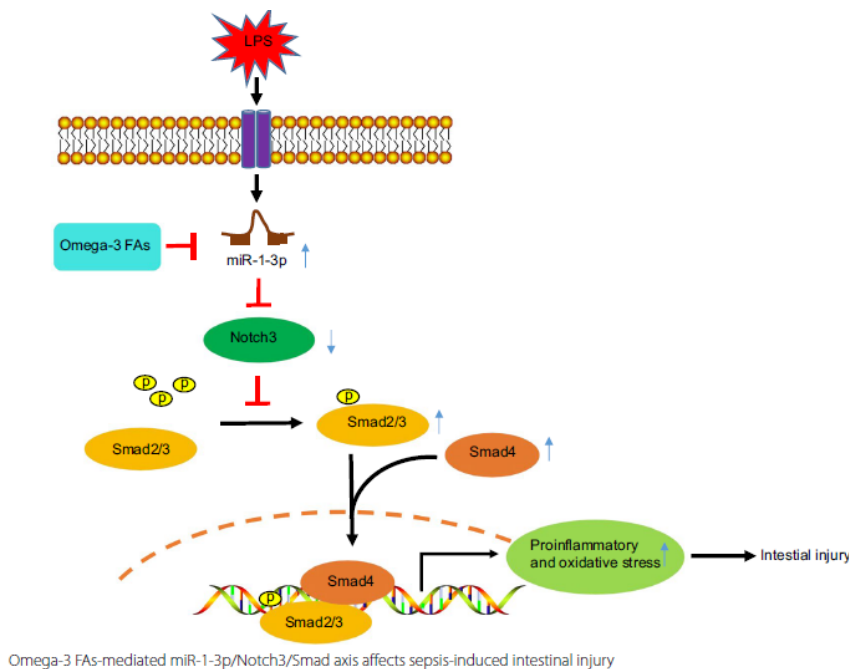 LPS
Omega-3 FAs
miR-1-3p
Notch3
p
p
p
p
Smad2/3
Smad2/3
Smad4
Proinflammatory
and oxidative stress
Intestial injury
Smad4
p
Smad2/3
Omega-3 FAs-mediated miR-1-3p/Notch3/Smad axis affects sepsis-induced intestinal injury